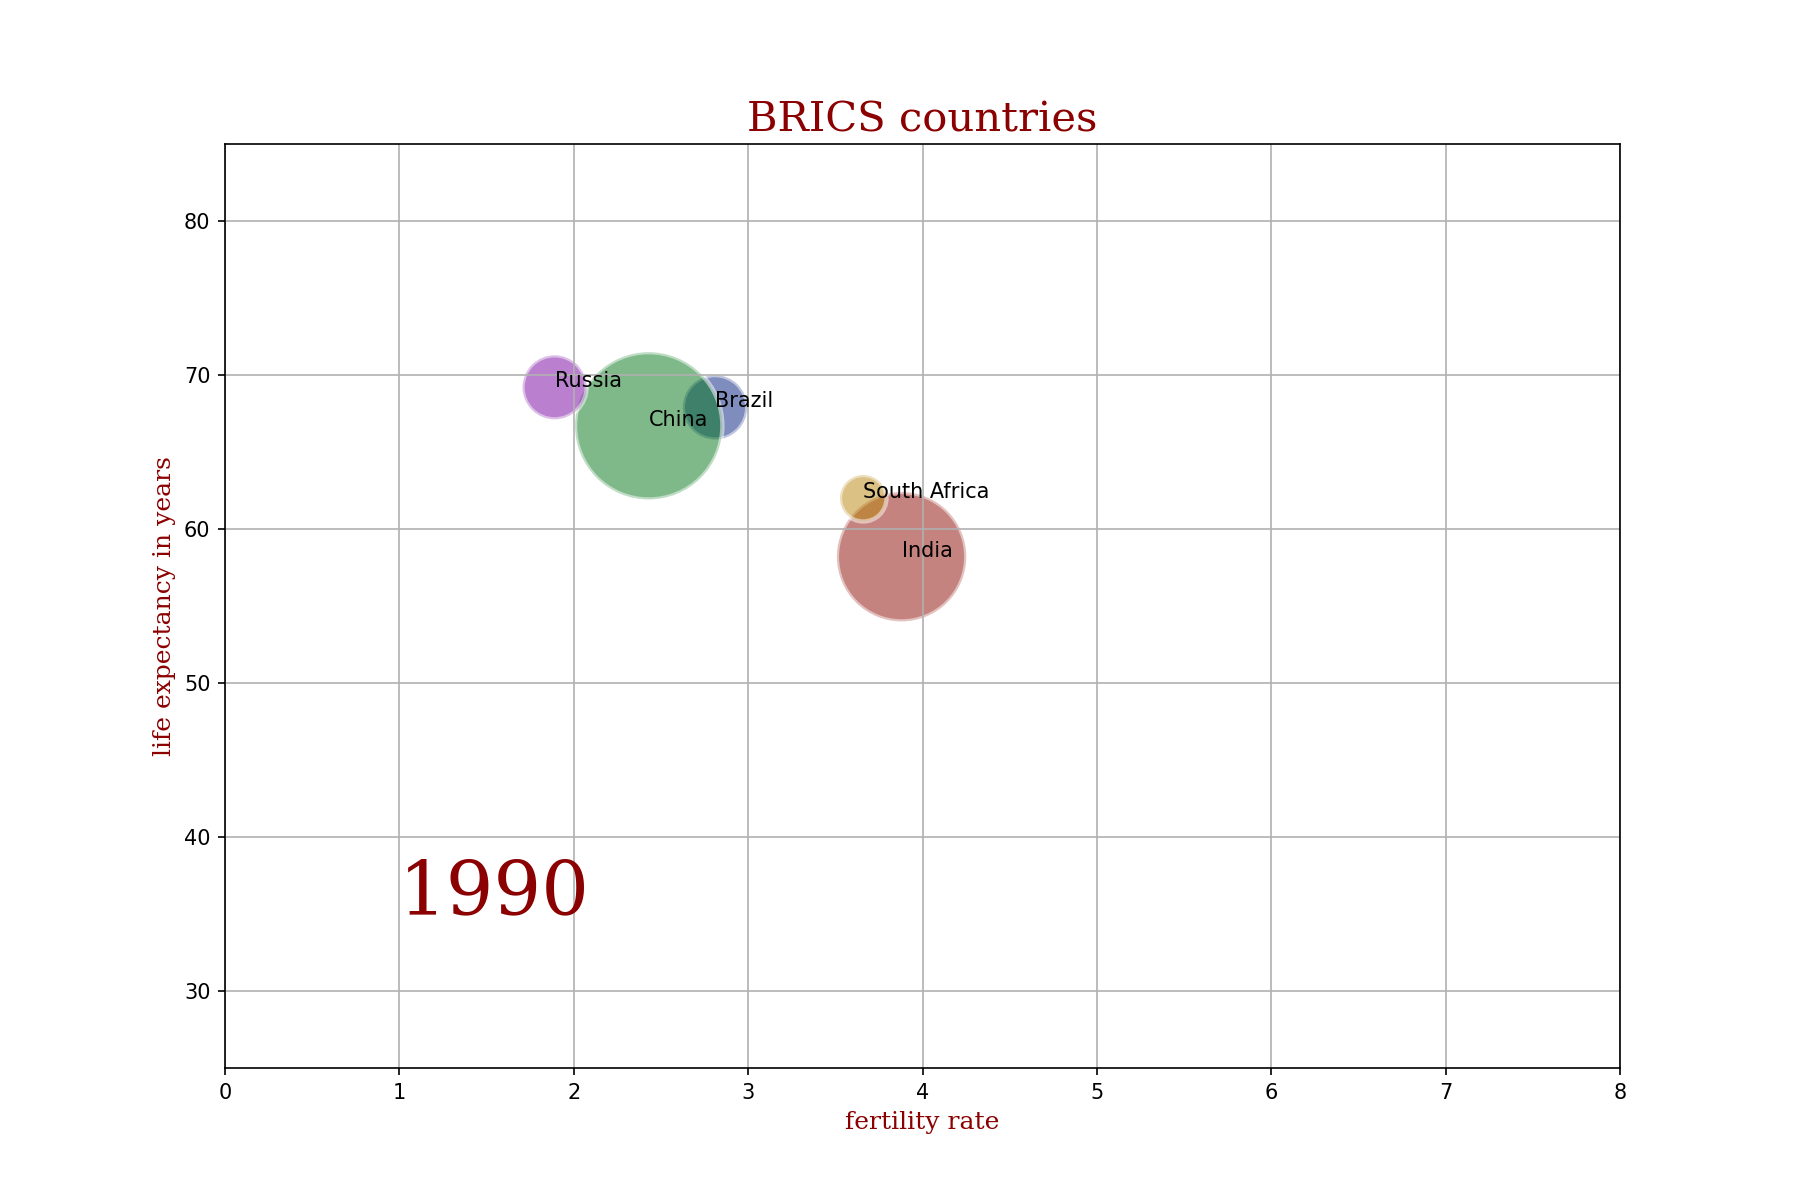 BRICS countries
80
70
60
50
40
30
life expectancy in years
Russia
Brazil
China
South Africa
India
1990
0 1 2 3 4 5 6 7 8
fertility rate